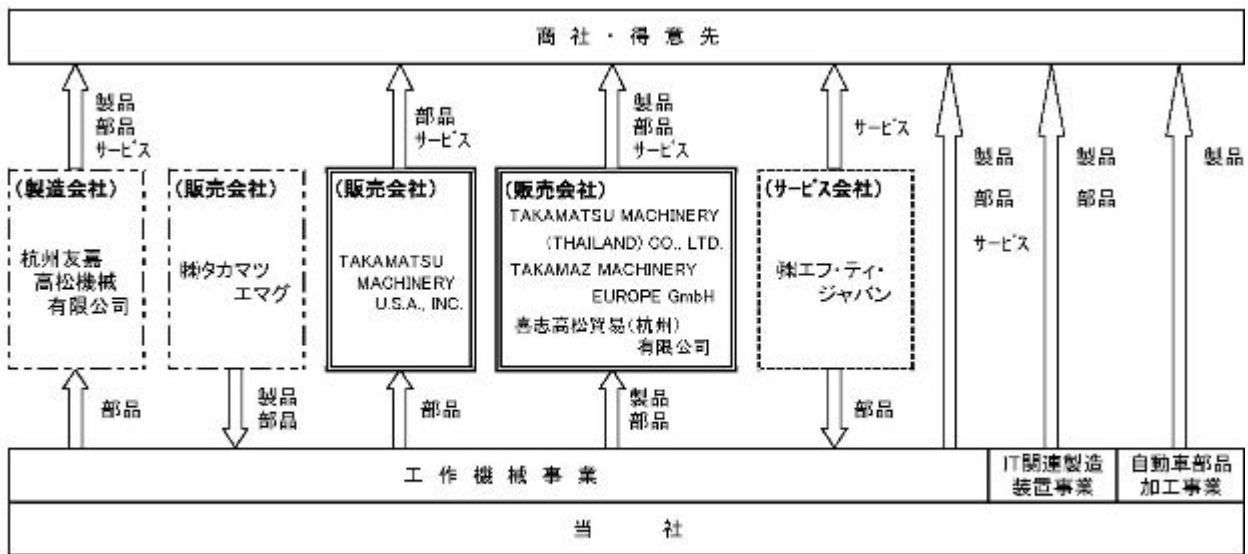 商社・得意先
製品
部品
サービス
部品
サービス
製品
部品
サービス
サービス
製品
部品
サービス
製品
部品
製品
(製造会社)
杭州友嘉
高松機械
有限公司
(販売会社)
㈱タカマツ
エマグ
(販売会社)
TAKAMATSU
MACHINERY
U.S.A., INC.
(販売会社)
TAKAMATSU MACHINERY
(THAILAND) CO., LTD.
TAKAMAZ MACHINERY
EUROPE GmbH
喜志高松貿易(杭州)
有限公司
(サービス会社)
㈱エフ・ティ・
ジャパン
部品
製品
部品
部品
製品
部品
部品
工作機械事業
IT関連製造
装置事業
自動車部品
加工事業
当社